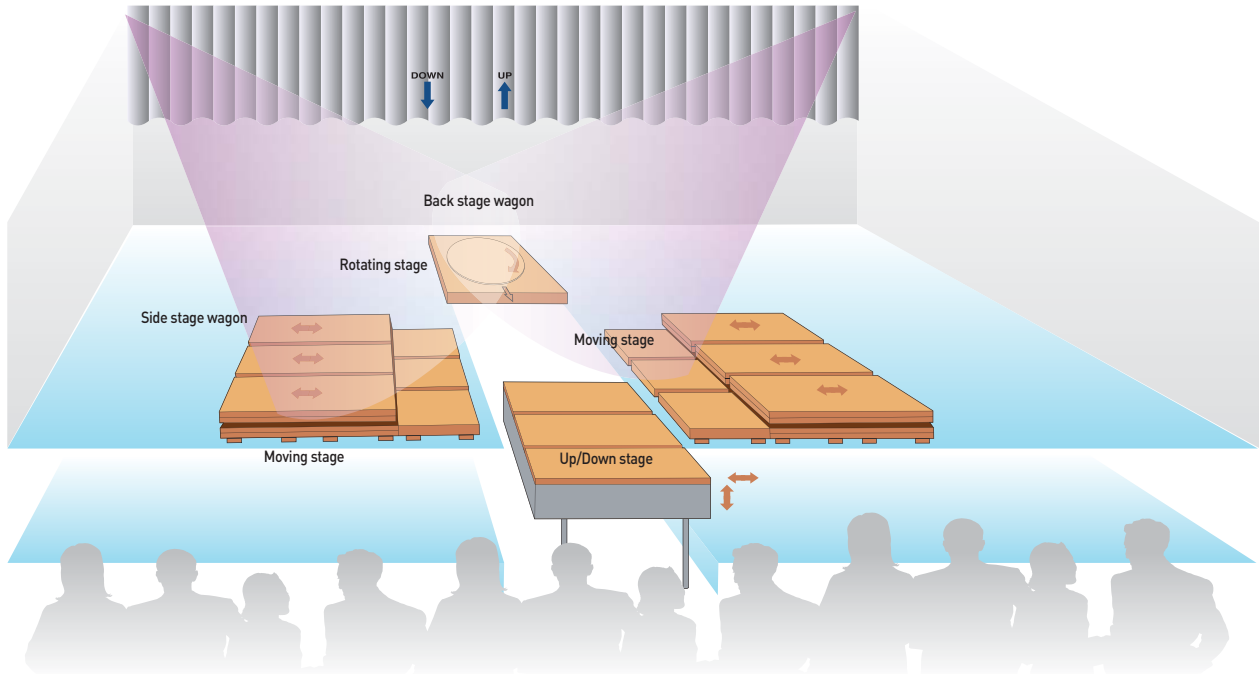 DOWN
UP
Back stage wagon
Rotating stage
Side stage wagon
Moving stage
Moving stage
Up/Down stage